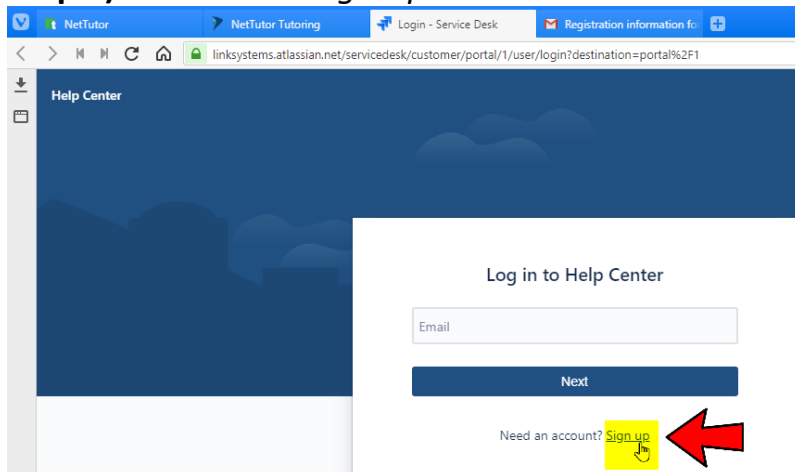 NetTutor
NetTutor Tutoring
Login - Service Desk
Registration information fo
linksystems.atlassian.net/servicedesk/customer/portal/1/user/login?destination=portal%2F1
Help Center
Log in to Help Center
Email
Next
Need an account? Sign up